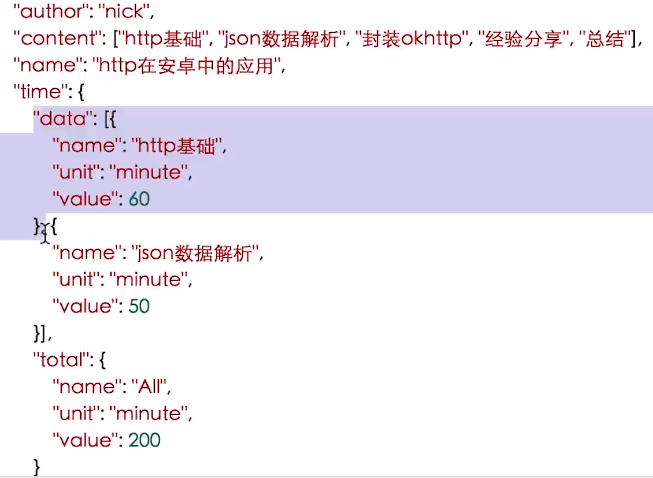 "author": "nick",
"content": ["http基础", "json数据解析", "封装okhttp", "经验分享", "总结"],
"name": "http在安卓中的应用",
"time": {
"data": [{
"name": "http基础",
"unit": "minute",
"value": 60
}, {
"name": "json数据解析",
"unit": "minute",
"value": 50
}],
"total": {
"name": "All",
"unit": "minute",
"value": 200
}